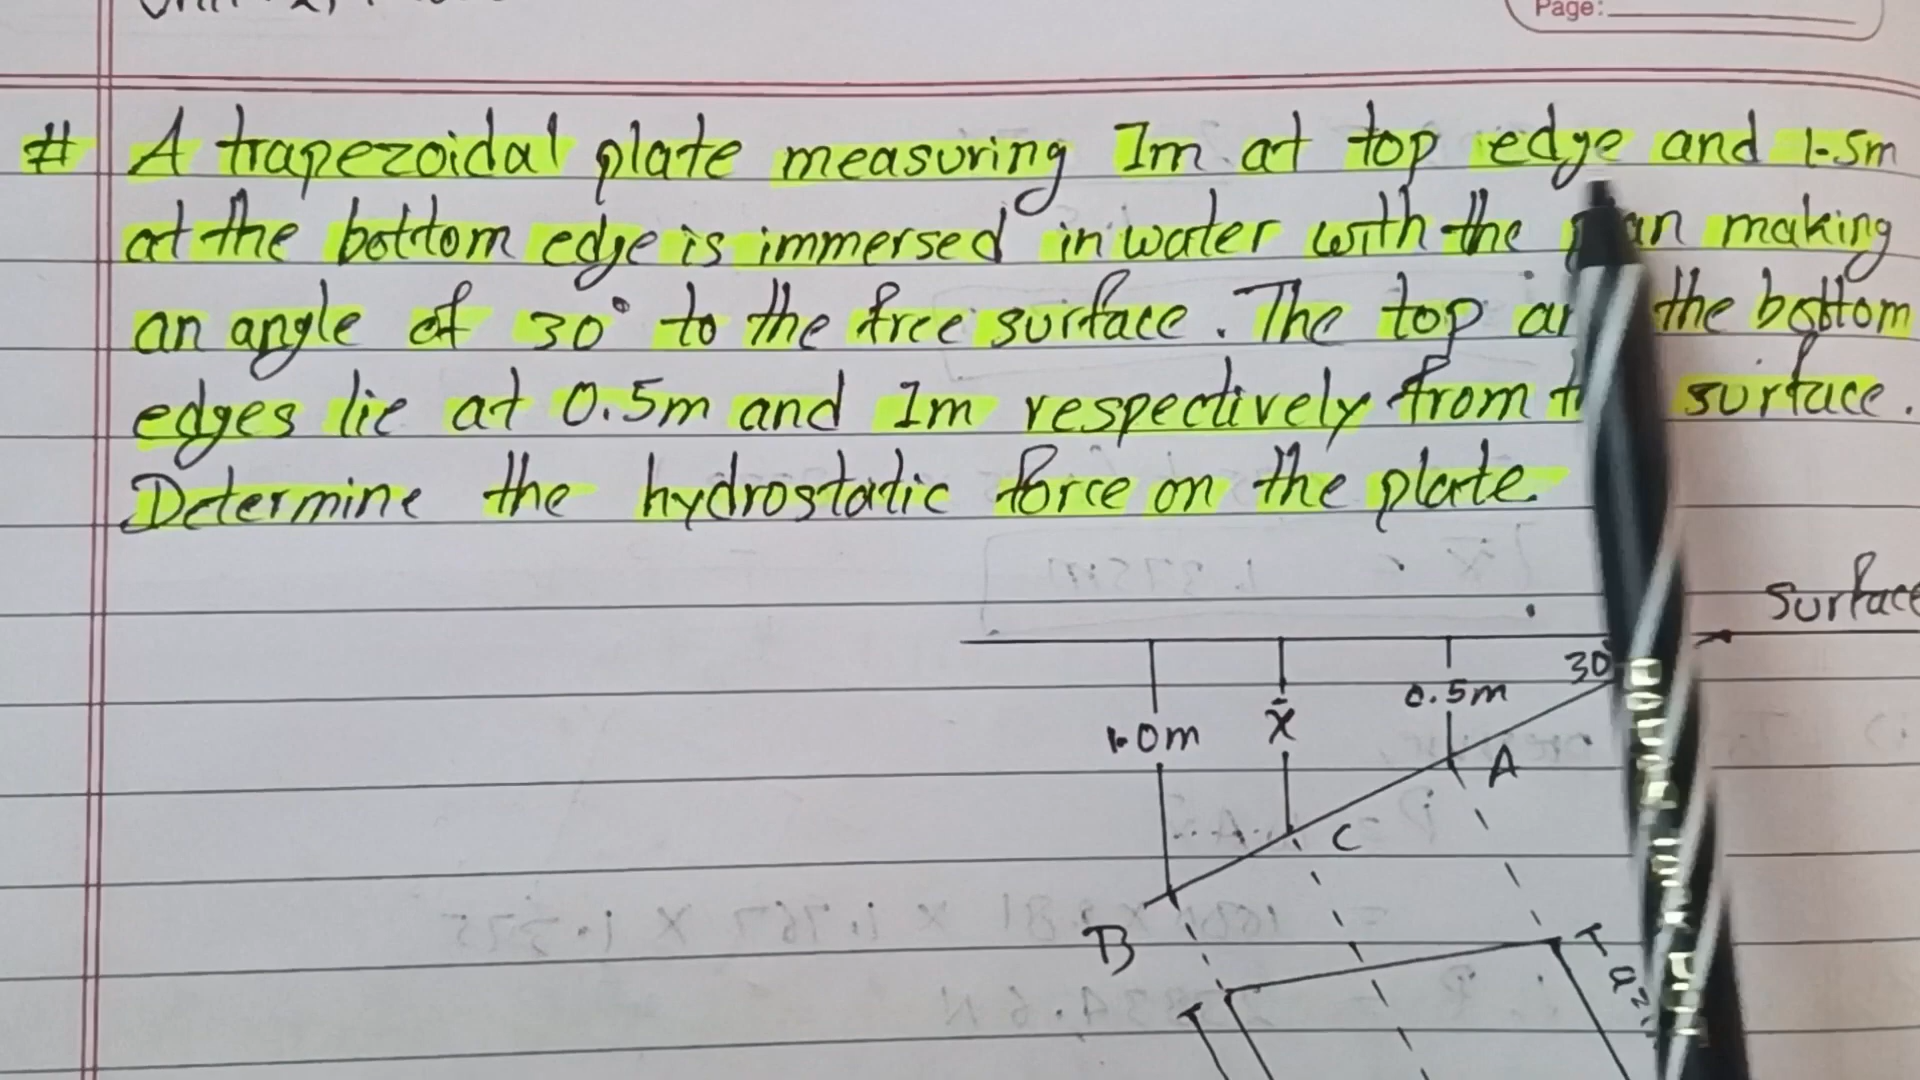 Page:
# A trapezoidal plate measuring 1m at top edge and 1.5m
at the bottom edge is immersed in water with the making
an angle of 30° to the free surface. The top the bottom
edges lie at 0.5m and 1m respectively from surface.
Determine the hydrostatic force on the plate.
surface
30
0.5m
x̄
1.0m
A
C
B